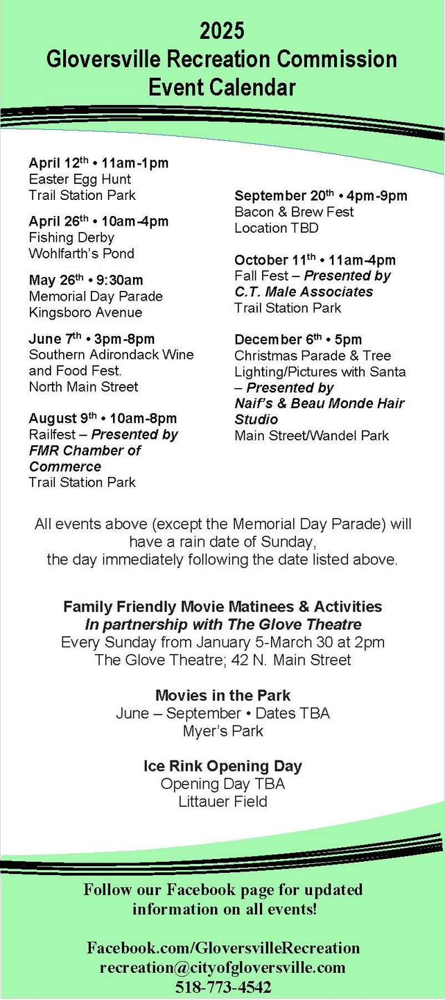 2025
Gloversville Recreation Commission
Event Calendar
April 12th • 11am-1pm
Easter Egg Hunt
Trail Station Park
April 26th • 10am-4pm
Fishing Derby
Wohlfarth's Pond
May 26th • 9:30am
Memorial Day Parade
Kingsboro Avenue
June 7th • 3pm-8pm
Southern Adirondack Wine
and Food Fest.
North Main Street
August 9th • 10am-8pm
Railfest – Presented by
FMR Chamber of
Commerce
Trail Station Park
September 20th • 4pm-9pm
Bacon & Brew Fest
Location TBD
October 11th • 11am-4pm
Fall Fest – Presented by
C.T. Male Associates
Trail Station Park
December 6th • 5pm
Christmas Parade & Tree
Lighting/Pictures with Santa
– Presented by
Naif's & Beau Monde Hair
Studio
Main Street/Wandel Park
All events above (except the Memorial Day Parade) will
have a rain date of Sunday,
the day immediately following the date listed above.
Family Friendly Movie Matinees & Activities
In partnership with The Glove Theatre
Every Sunday from January 5-March 30 at 2pm
The Glove Theatre; 42 N. Main Street
Movies in the Park
June – September • Dates TBA
Myer's Park
Ice Rink Opening Day
Opening Day TBA
Littauer Field
Follow our Facebook page for updated
information on all events!
Facebook.com/GloversvilleRecreation
recreation@cityofgloversville.com
518-773-4542